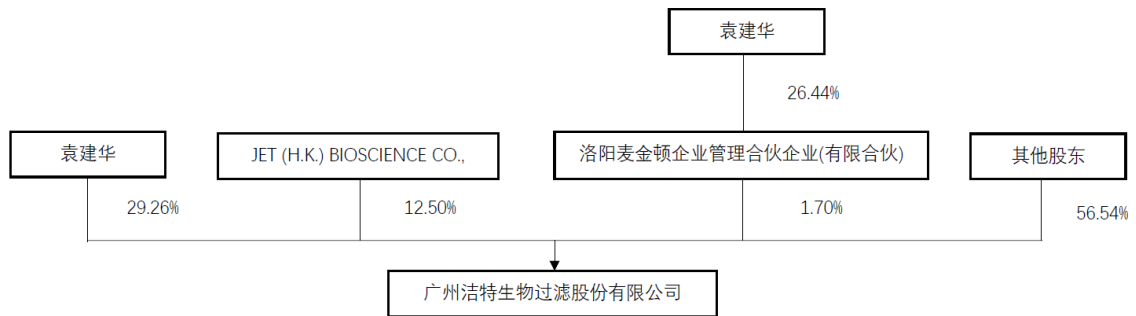 袁建华
26.44%
袁建华
JET (H.K.) BIOSCIENCE CO.,
洛阳麦金顿企业管理合伙企业(有限合伙)
其他股东
29.26%
12.50%
1.70%
56.54%
广州洁特生物过滤股份有限公司